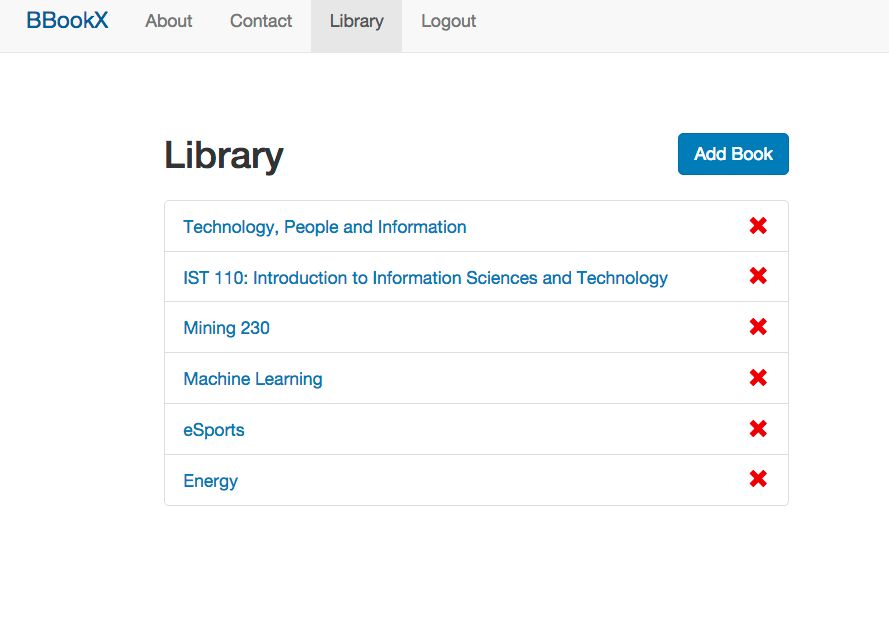 BBookX About Contact Library Logout
Library Add Book
Technology, People and Information
IST 110: Introduction to Information Sciences and Technology
Mining 230
Machine Learning
eSports
Energy